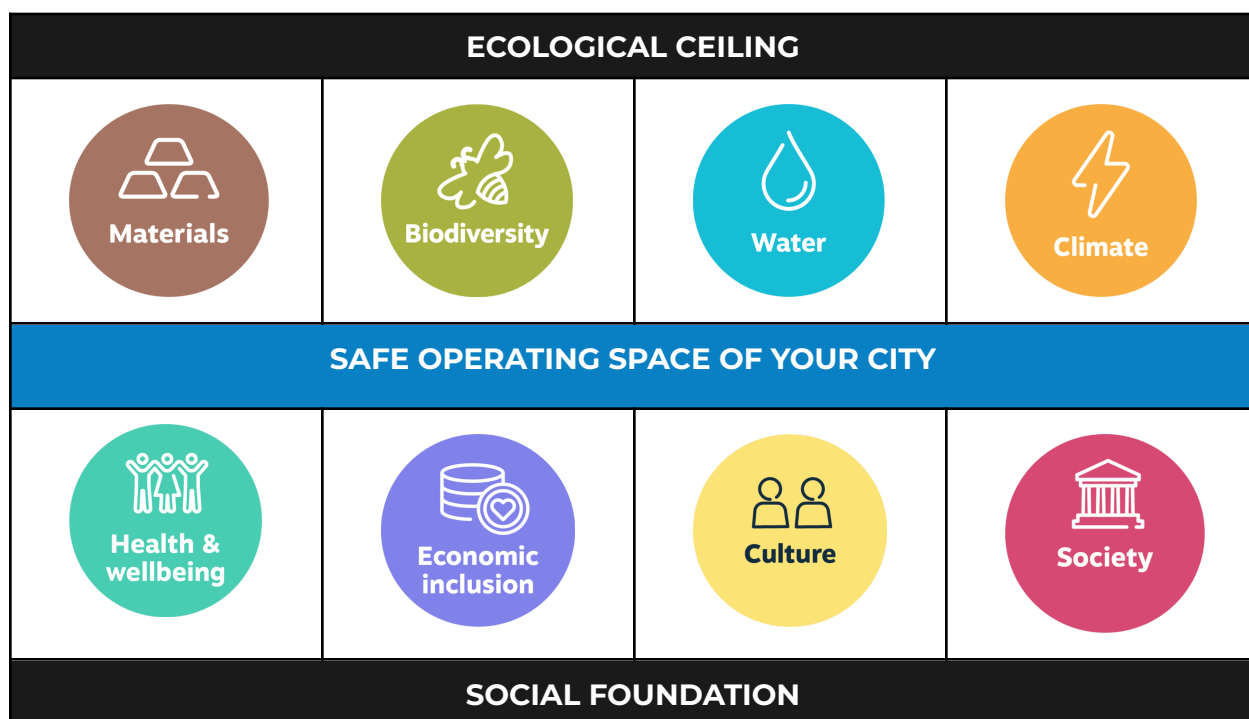 ECOLOGICAL CEILING
Materials
Biodiversity
Water
Climate
SAFE OPERATING SPACE OF YOUR CITY
Health &
wellbeing
Economic
inclusion
Culture
Society
SOCIAL FOUNDATION